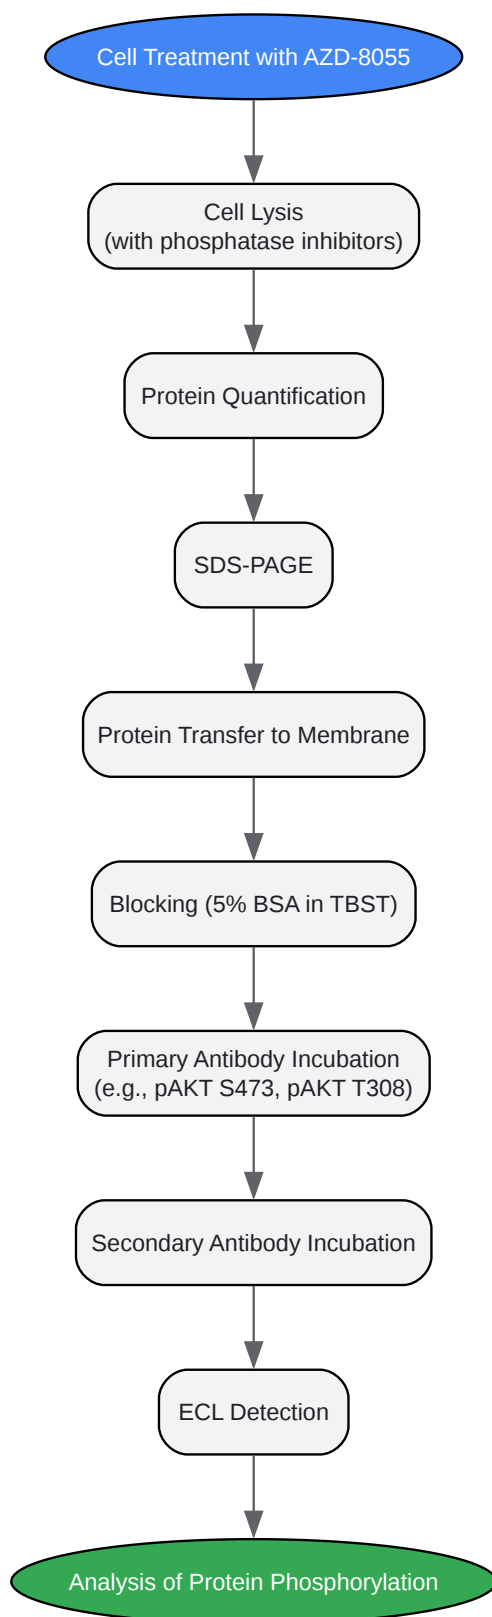 Cell Treatment with AZD-8055
Cell Lysis
(with phosphatase inhibitors)
Protein Quantification
SDS-PAGE
Protein Transfer to Membrane
Blocking (5% BSA in TBST)
Primary Antibody Incubation
(e.g., pAKT S473, pAKT T308)
Secondary Antibody Incubation
ECL Detection
Analysis of Protein Phosphorylation